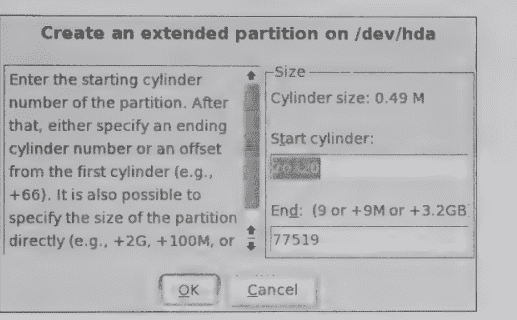 Create an extended partition on /dev/hda
Enter the starting cylinder
number of the partition. After
that, either specify an ending
cylinder number or an offset
from the first cylinder (e.g.,
+66). It is also possible to
specify the size of the partition
directly (e.g., +2G, +100M, or
Size
Cylinder size: 0.49 M
Start cylinder:
End: (9 or +9M or +3.2GB
77519
OK
Cancel